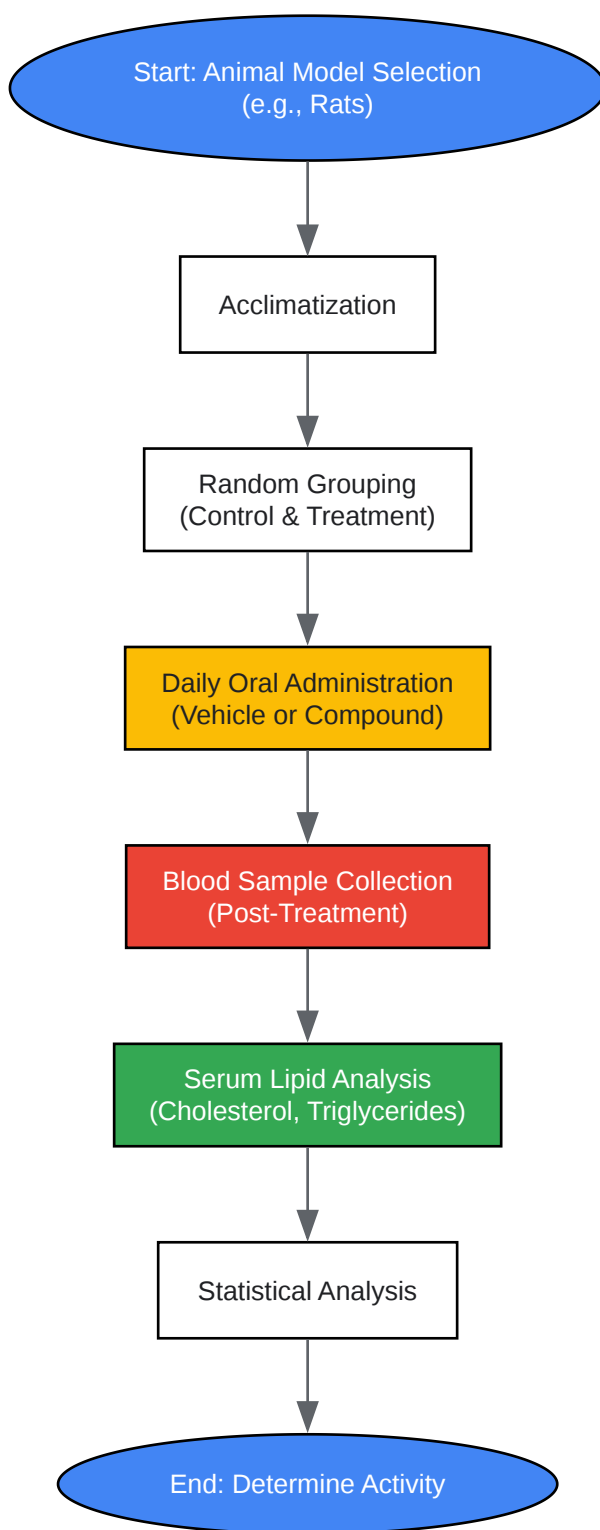 Start: Animal Model Selection
(e.g., Rats)
Acclimatization
Random Grouping
(Control & Treatment)
Daily Oral Administration
(Vehicle or Compound)
Blood Sample Collection
(Post-Treatment)
Serum Lipid Analysis
(Cholesterol, Triglycerides)
Statistical Analysis
End: Determine Activity